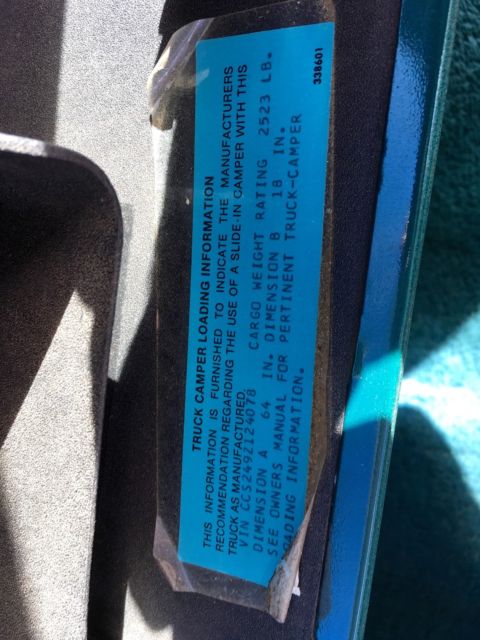 TRUCK CAMPER LOADING INFORMATION
THIS INFORMATION IS FURNISHED TO INDICATE THE MANUFACTURERS
RECOMMENDATION REGARDING THE USE OF A SLIDE-IN CAMPER WITH THIS
TRUCK AS MANUFACTURED.
VIN CCS249Z124078 CARGO WEIGHT RATING 2523 LB.
DIMENSION A 64 IN. DIMENSION B 18 IN.
SEE OWNERS MANUAL FOR PERTINENT TRUCK-CAMPER
LOADING INFORMATION.
338601